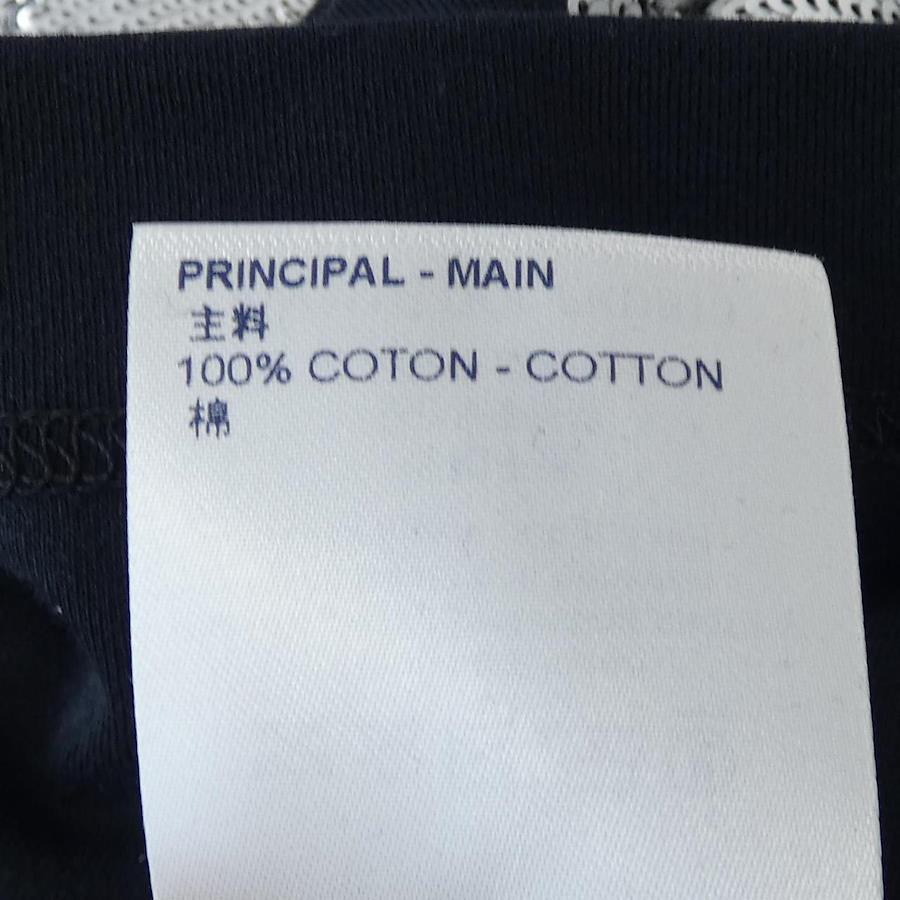 PRINCIPAL - MAIN
主料
100% COTON - COTTON
棉